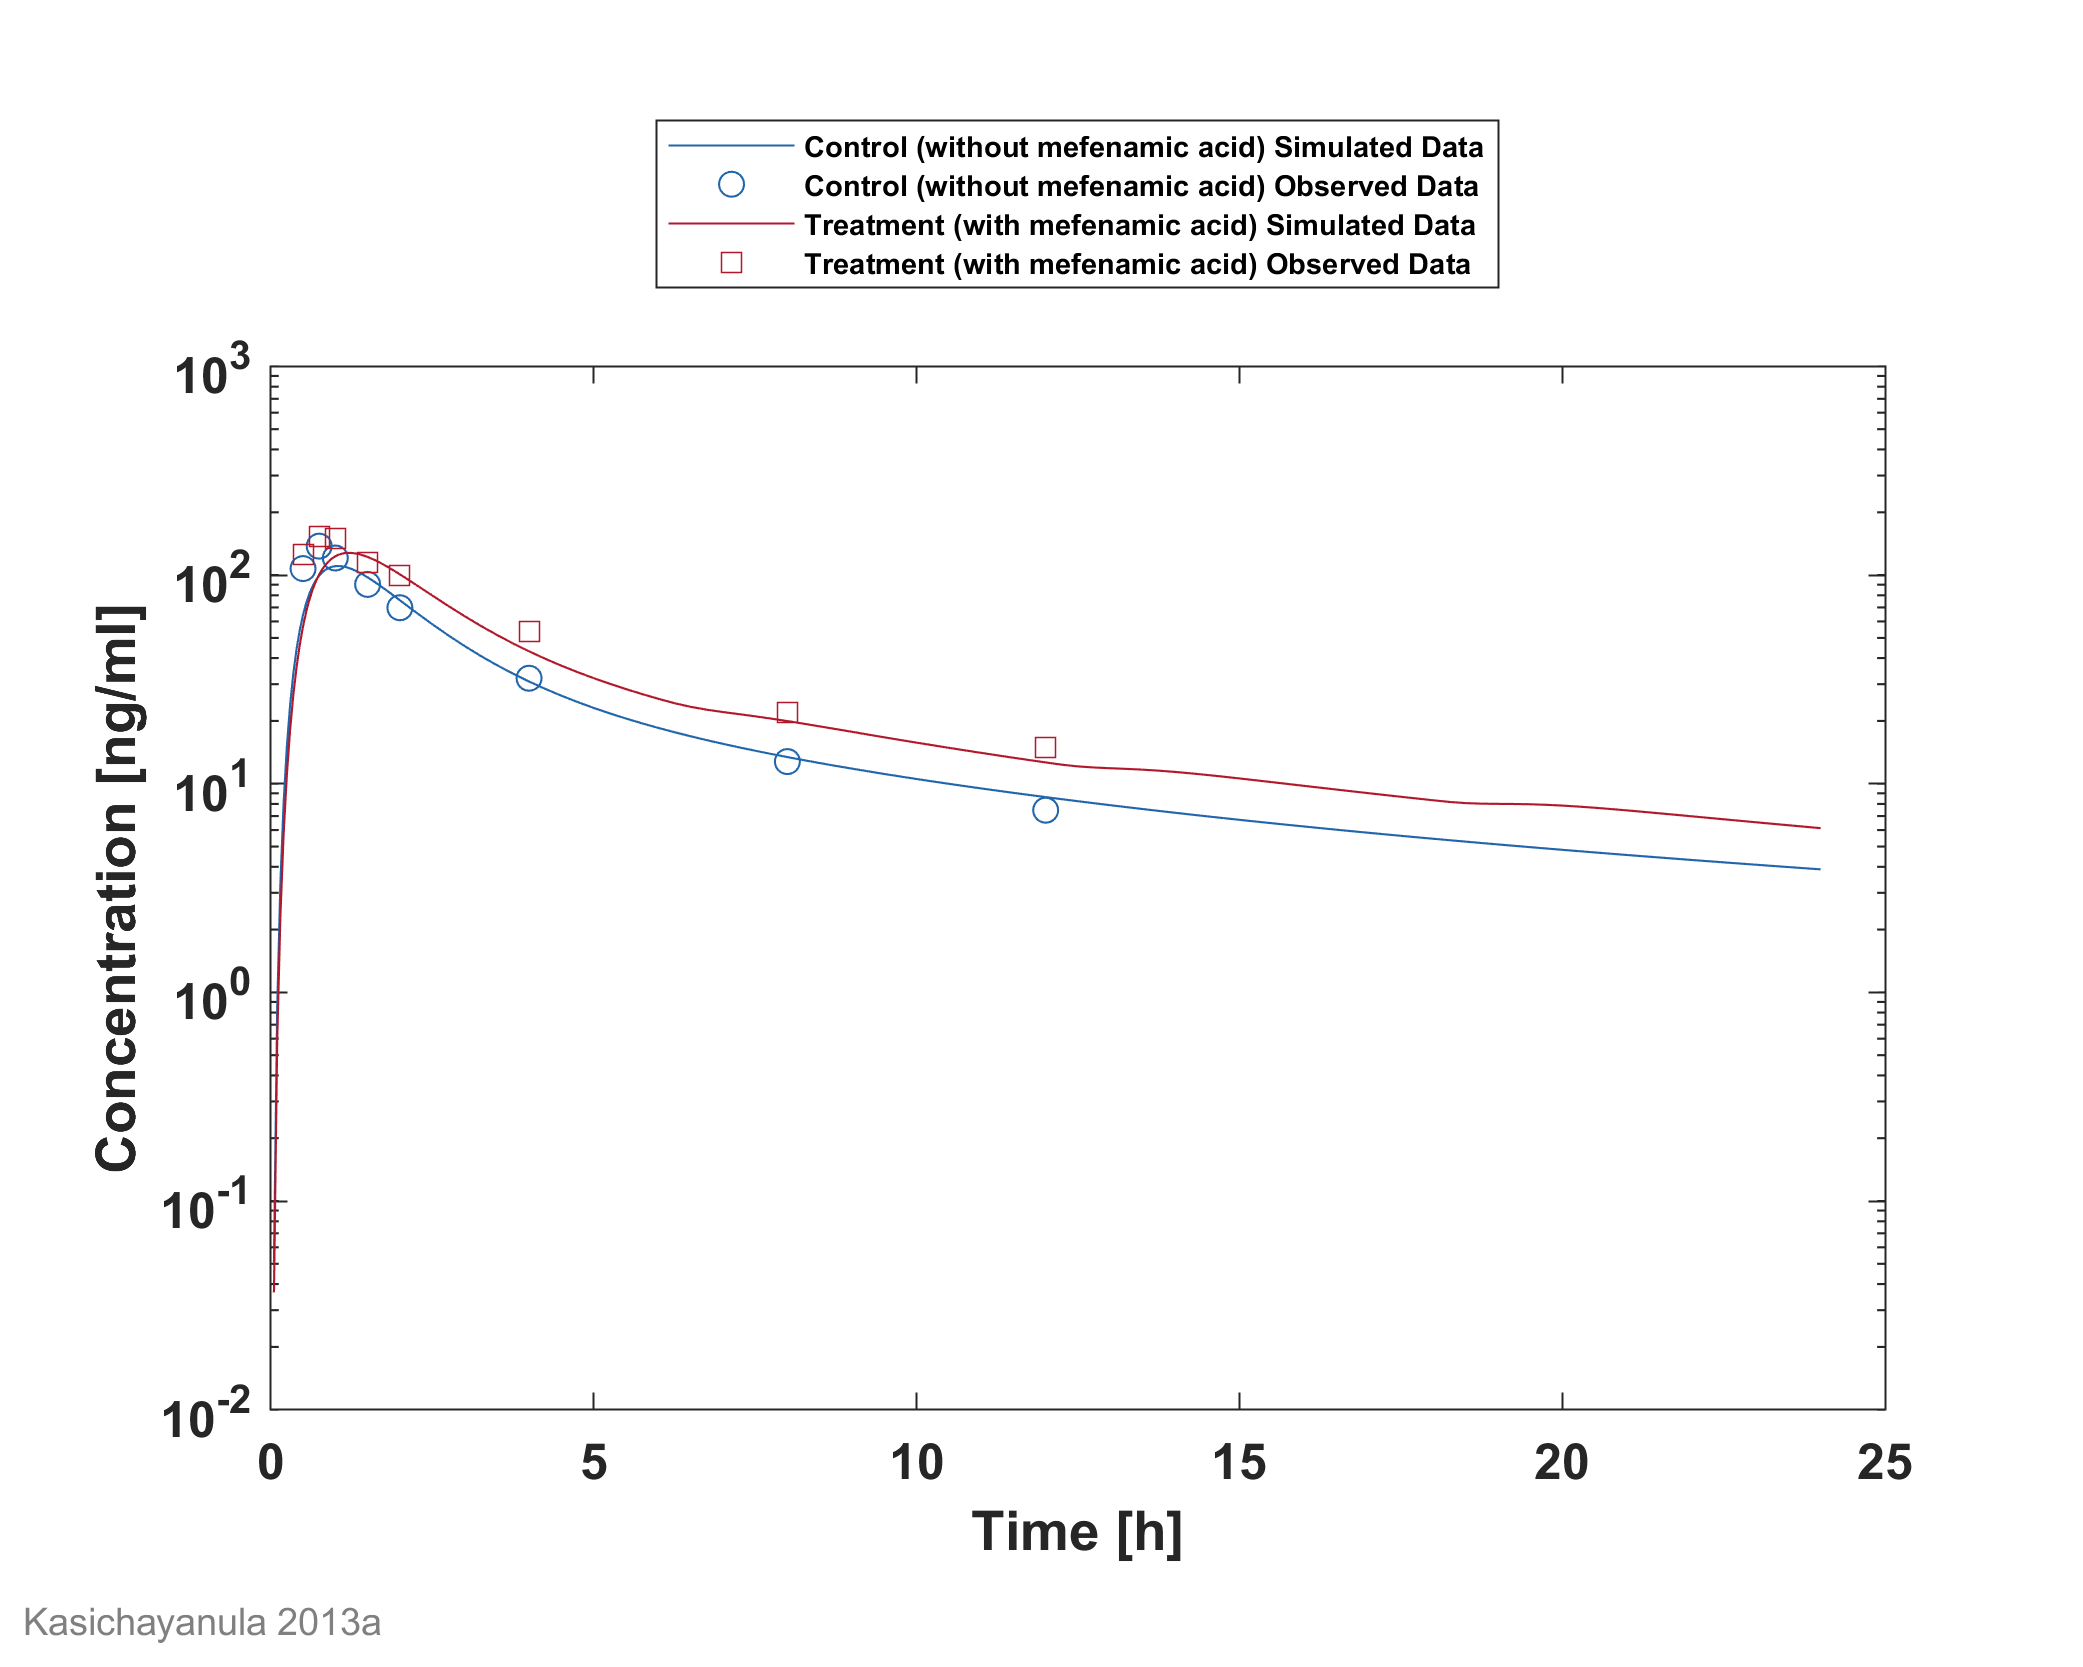 Control (without mefenamic acid) Simulated Data
Control (without mefenamic acid) Observed Data
Treatment (with mefenamic acid) Simulated Data
Treatment (with mefenamic acid) Observed Data
10^3
10^2
10^1
10^0
10^-1
10^-2
Concentration [ng/ml]
0 5 10 15 20 25
Time [h]
Kasichayanula 2013a